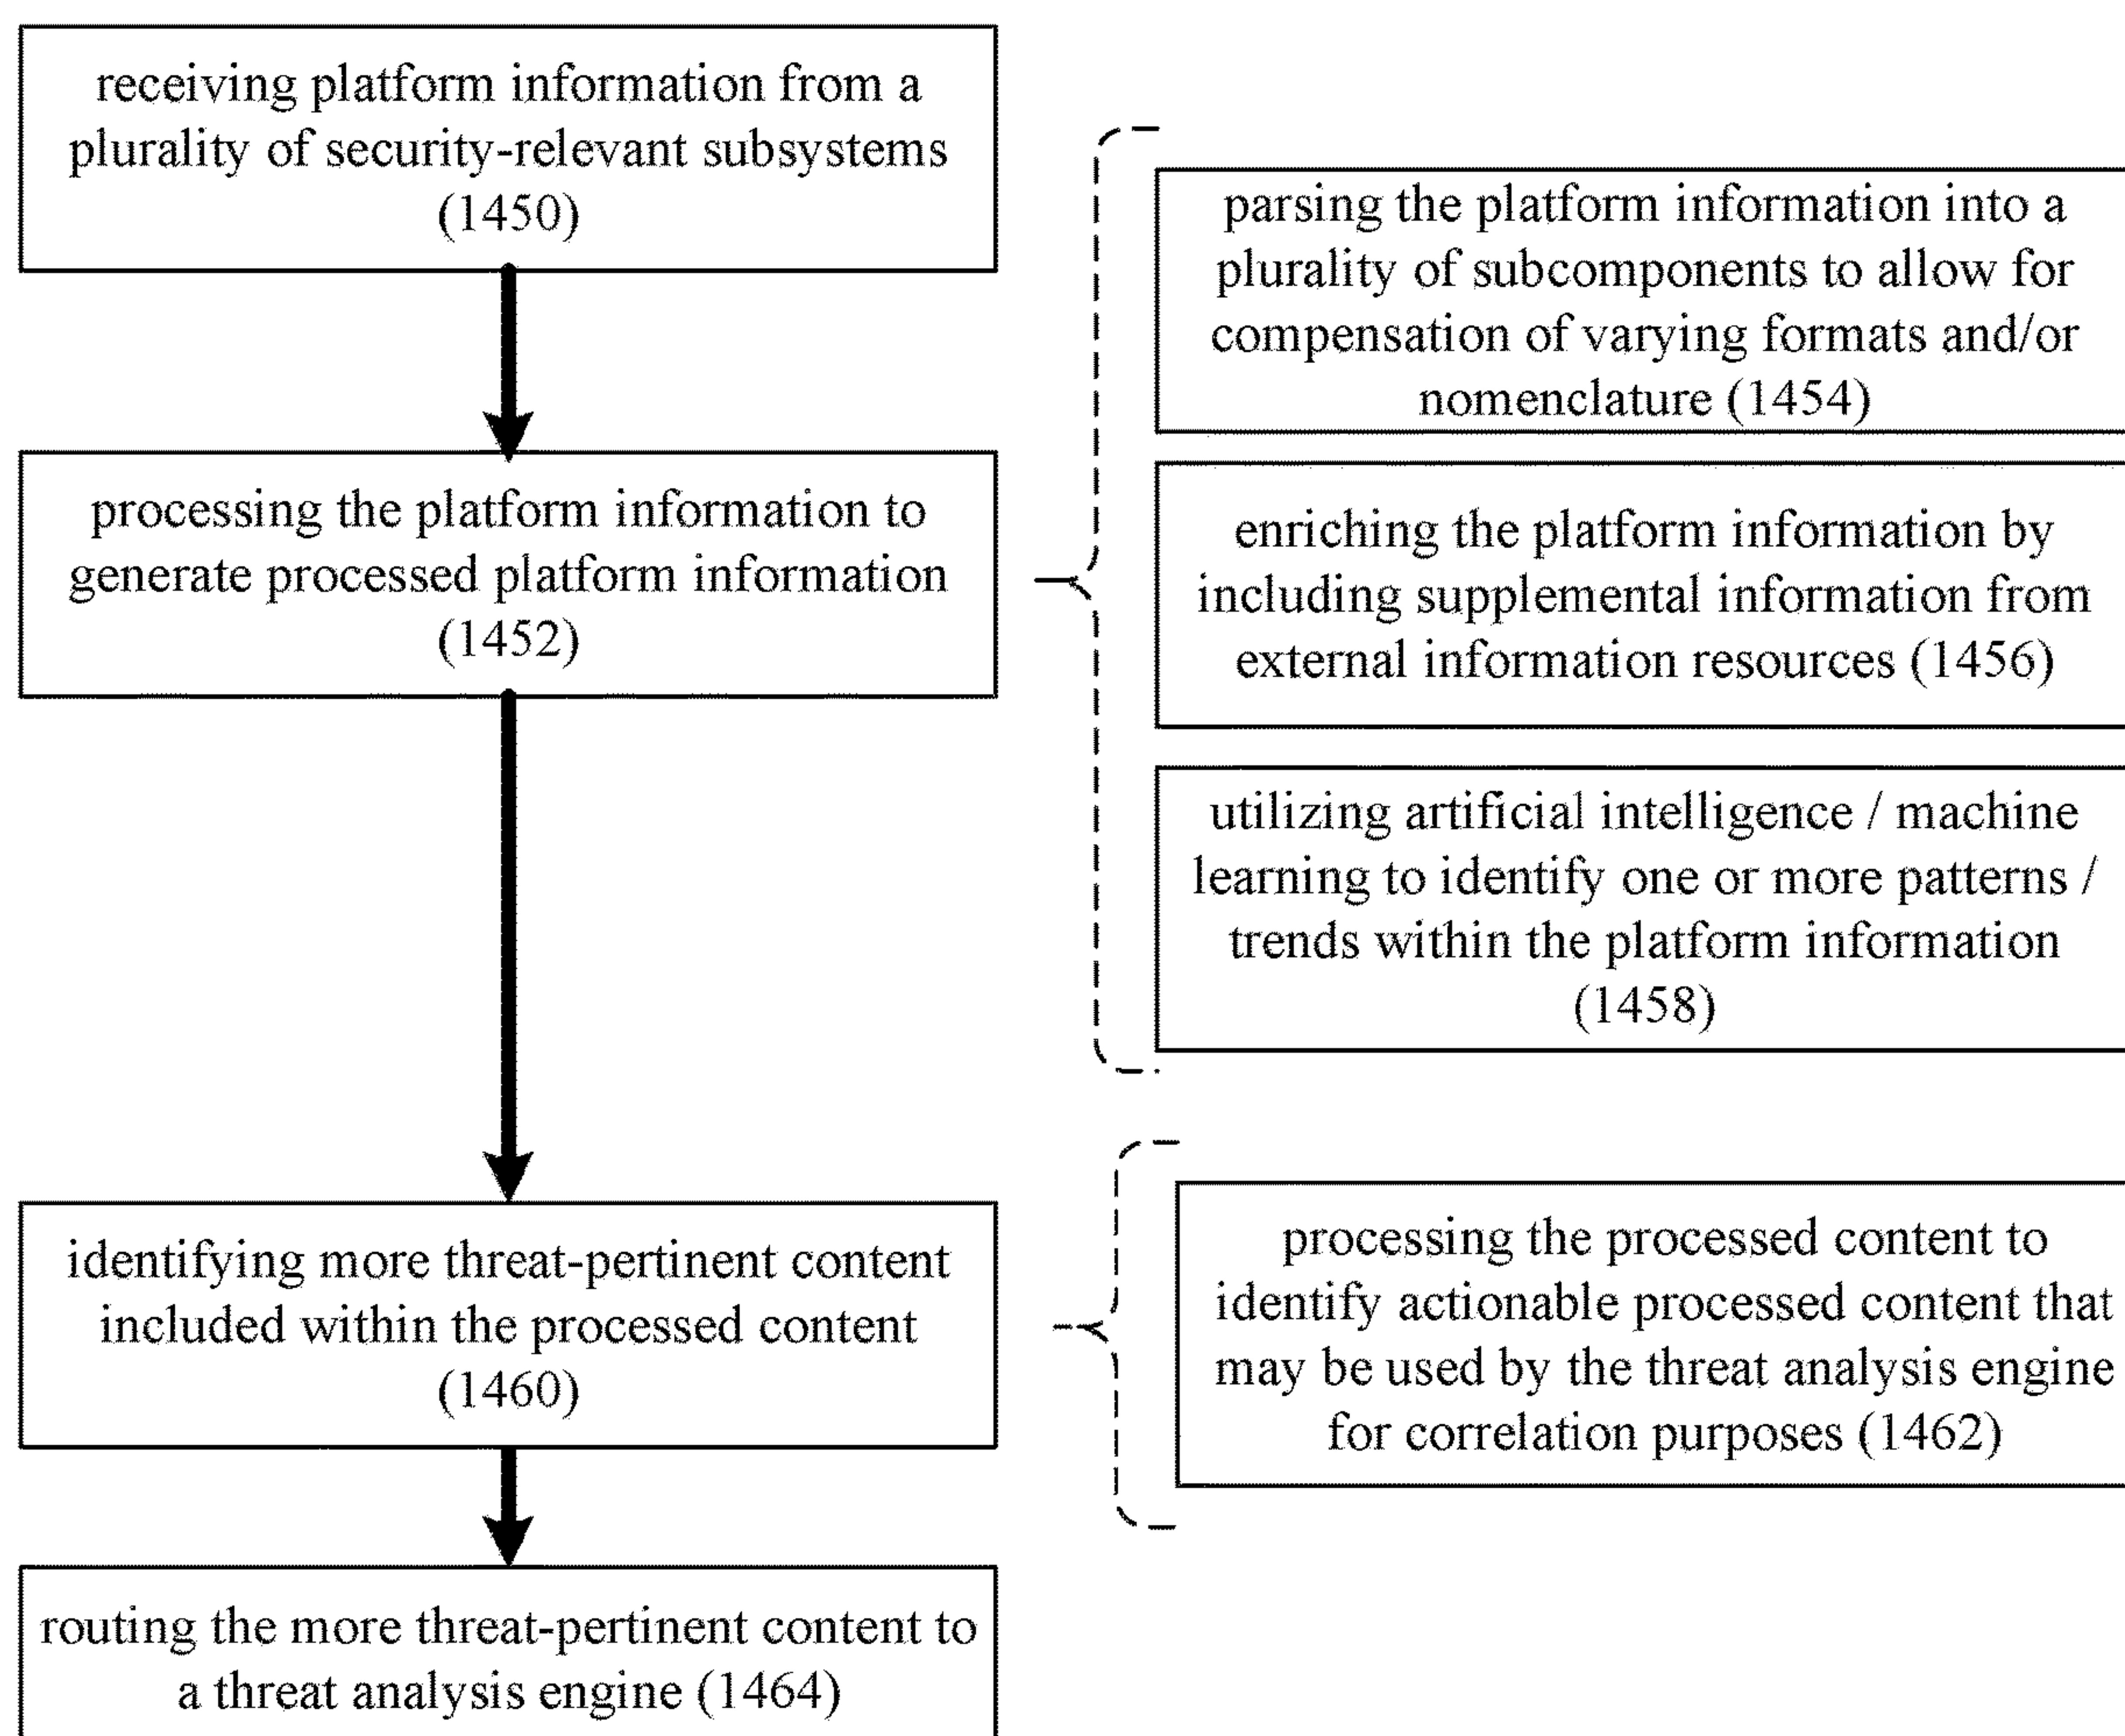 receiving platform information from a
plurality of security-relevant subsystems
(1450)
processing the platform information to
generate processed platform information
(1452)
parsing the platform information into a
plurality of subcomponents to allow for
compensation of varying formats and/or
nomenclature (1454)
enriching the platform information by
including supplemental information from
external information resources (1456)
utilizing artificial intelligence / machine
learning to identify one or more patterns /
trends within the platform information
(1458)
identifying more threat-pertinent content
included within the processed content
(1460)
processing the processed content to
identify actionable processed content that
may be used by the threat analysis engine
for correlation purposes (1462)
routing the more threat-pertinent content to
a threat analysis engine (1464)